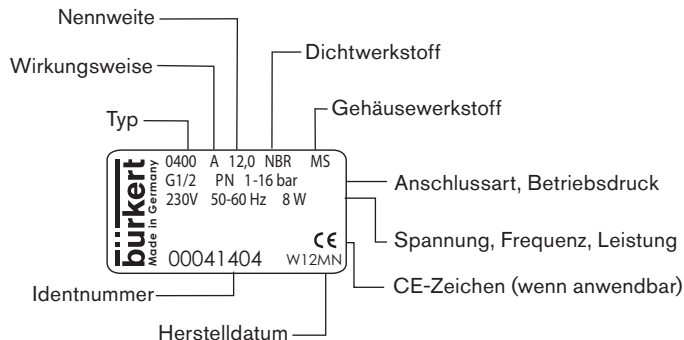 Nennweite
Dichtwerkstoff
Wirkungsweise
Gehäusewerkstoff
Typ
bürkert
Made in Germany
0400 A 12,0 NBR MS
G1/2 PN 1-16 bar
230V 50-60 Hz 8 W
CE
00041404 W12MN
Anschlussart, Betriebsdruck
Spannung, Frequenz, Leistung
CE-Zeichen (wenn anwendbar)
Identnummer
Herstelldatum